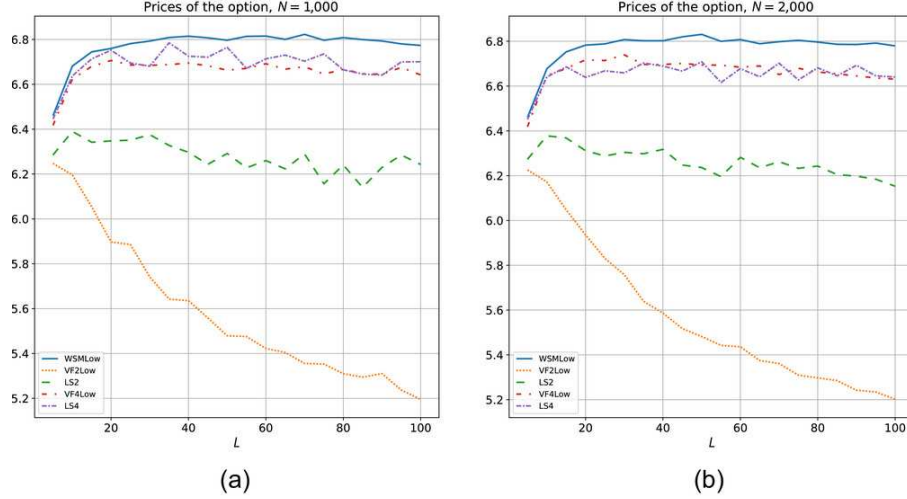 Prices of the option, N = 1,000
6.8
6.6
6.4
6.2
6.0
5.8
5.6
5.4
5.2
WSMLow
VF2Low
LS2
VF4Low
LS4
20 40 60 80 100
L
(a)
Prices of the option, N = 2,000
6.8
6.6
6.4
6.2
6.0
5.8
5.6
5.4
5.2
WSMLow
VF2Low
LS2
VF4Low
LS4
20 40 60 80 100
L
(b)